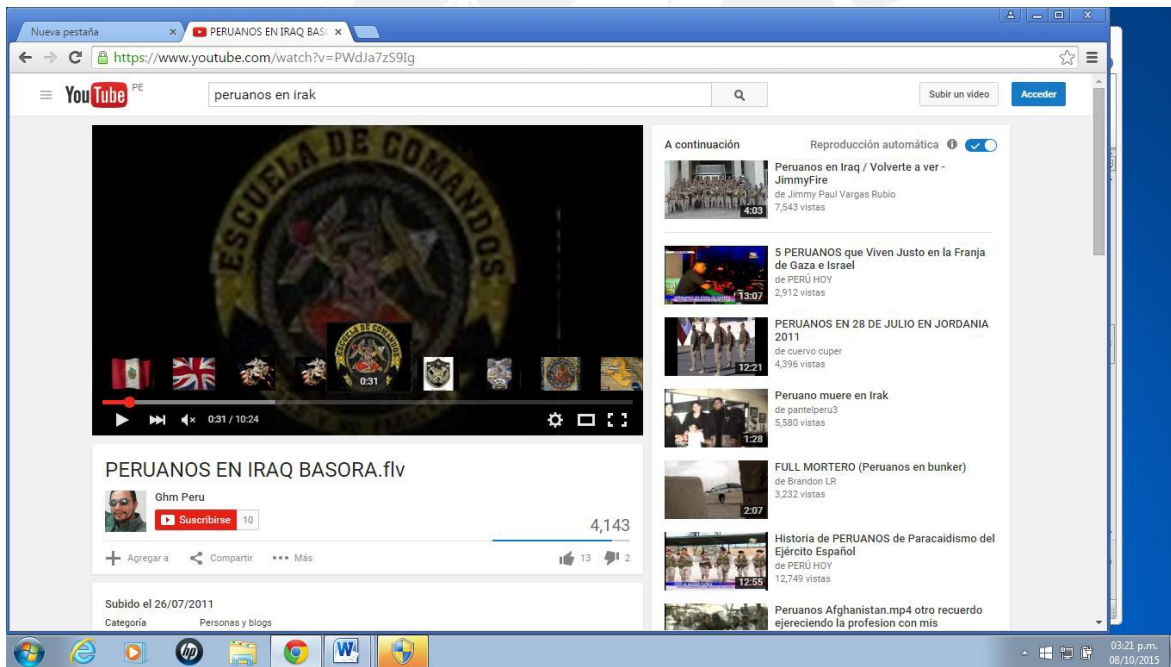 Nueva pestaña
PERUANOS EN IRAQ BAS
https://www.youtube.com/watch?v=PWdJa7zS9Ig
YouTube PE
peruanos en irak
Subir un video
Acceder
ESCUELA DE COMANDOS
0:31
0:31 / 10:24
PERUANOS EN IRAQ BASORA.flv
Ghm Peru
Suscribirse 10
4,143
Agregar a Compartir Más
13 2
Subido el 26/07/2011
Categoría Personas y blogs
A continuación
Reproducción automática
Peruanos en Iraq / Volverte a ver -
JimmyFire
de Jimmy Paul Vargas Rubio
7,543 vistas
4:03
5 PERUANOS que Viven Justo en la Franja
de Gaza e Israel
de PERÚ HOY
2,912 vistas
13:07
PERUANOS EN 28 DE JULIO EN JORDANIA
2011
de cuervo cuper
4,396 vistas
12:21
Peruano muere en Irak
de pantelperu3
5,580 vistas
1:28
FULL MORTERO (Peruanos en bunker)
de Brandon LR
3,232 vistas
2:07
Historia de PERUANOS de Paracaidismo del
Ejército Español
de PERÚ HOY
12,749 vistas
12:55
Peruanos Afghanistan.mp4 otro recuerdo
ejereciendo la profesion con mis
03:21 p.m.
08/10/2015